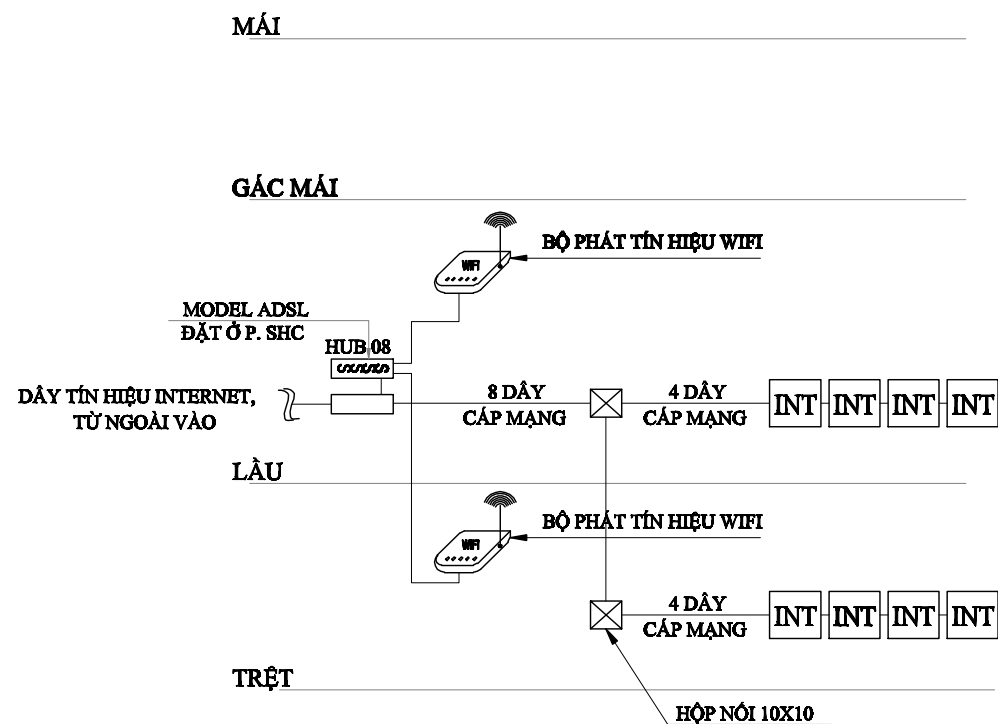 MÁI
GÁC MÁI
BỘ PHÁT TÍN HIỆU WIFI
WIFI
MODEL ADSL
ĐẶT Ở P. SHC
HUB 08
DÂY TÍN HIỆU INTERNET,
TỪ NGOÀI VÀO
8 DÂY
CÁP MẠNG
4 DÂY
CÁP MẠNG
INT INT INT INT
LẦU
BỘ PHÁT TÍN HIỆU WIFI
WIFI
4 DÂY
CÁP MẠNG
INT INT INT INT
TRỆT
HỘP NỐI 10X10